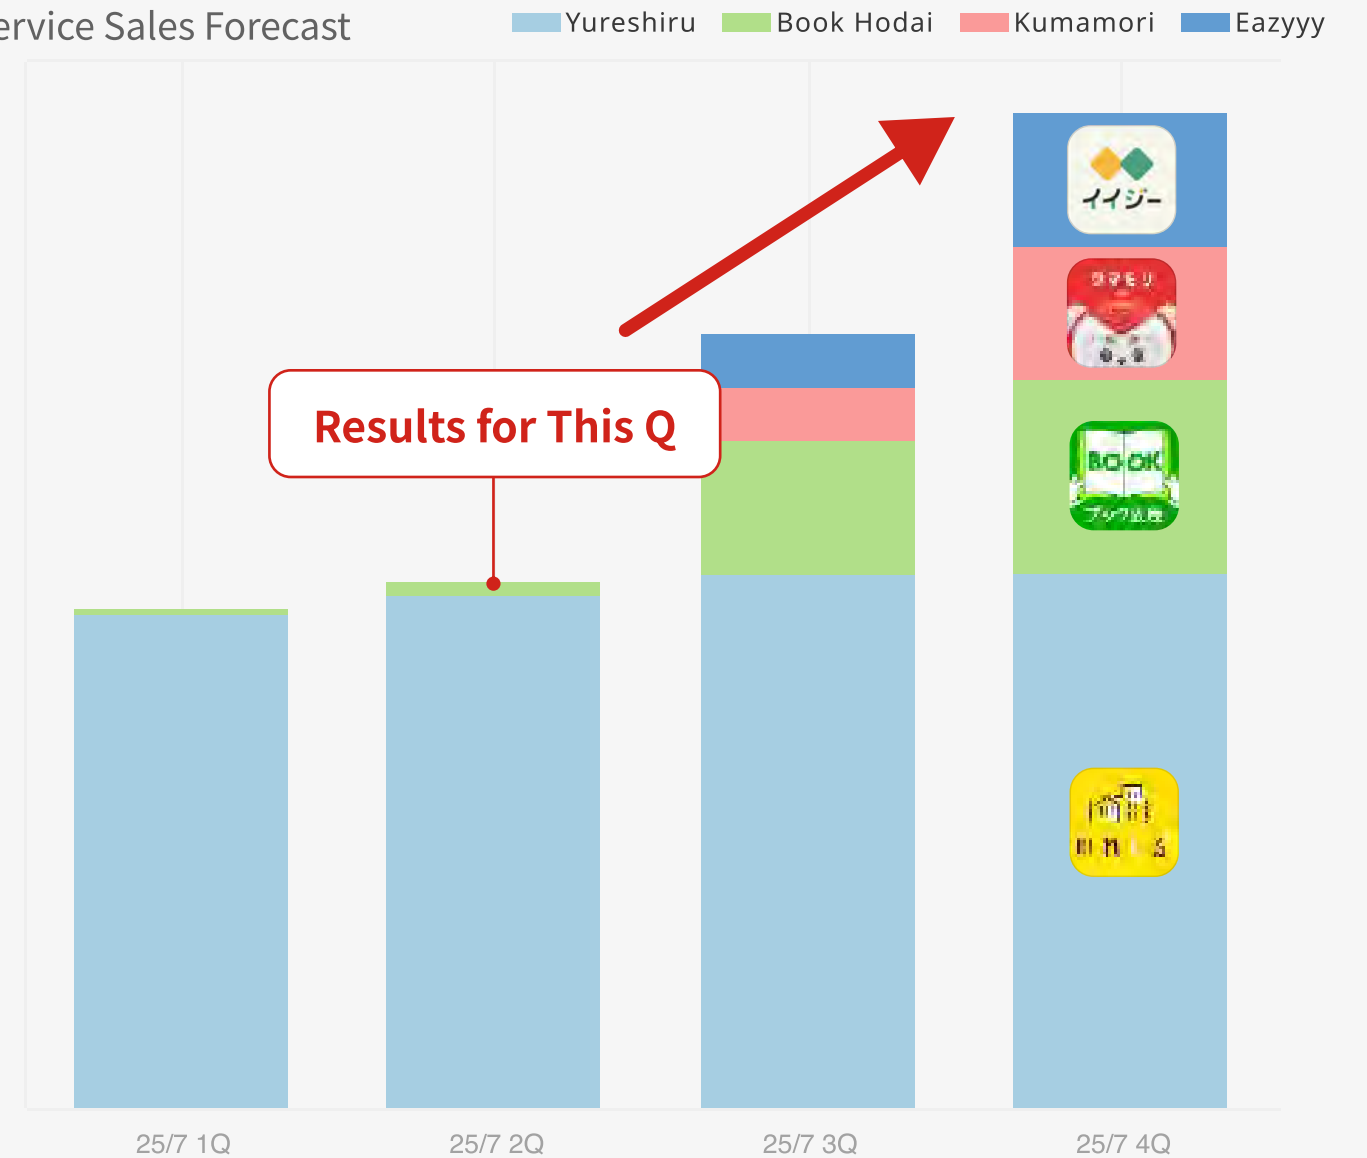 ervice Sales Forecast
Yureshiru Book Hodai Kumamori Eazyyy
イイジー
クマモリ
Results for This Q
BOOK
25/7 1Q 25/7 2Q 25/7 3Q 25/7 4Q